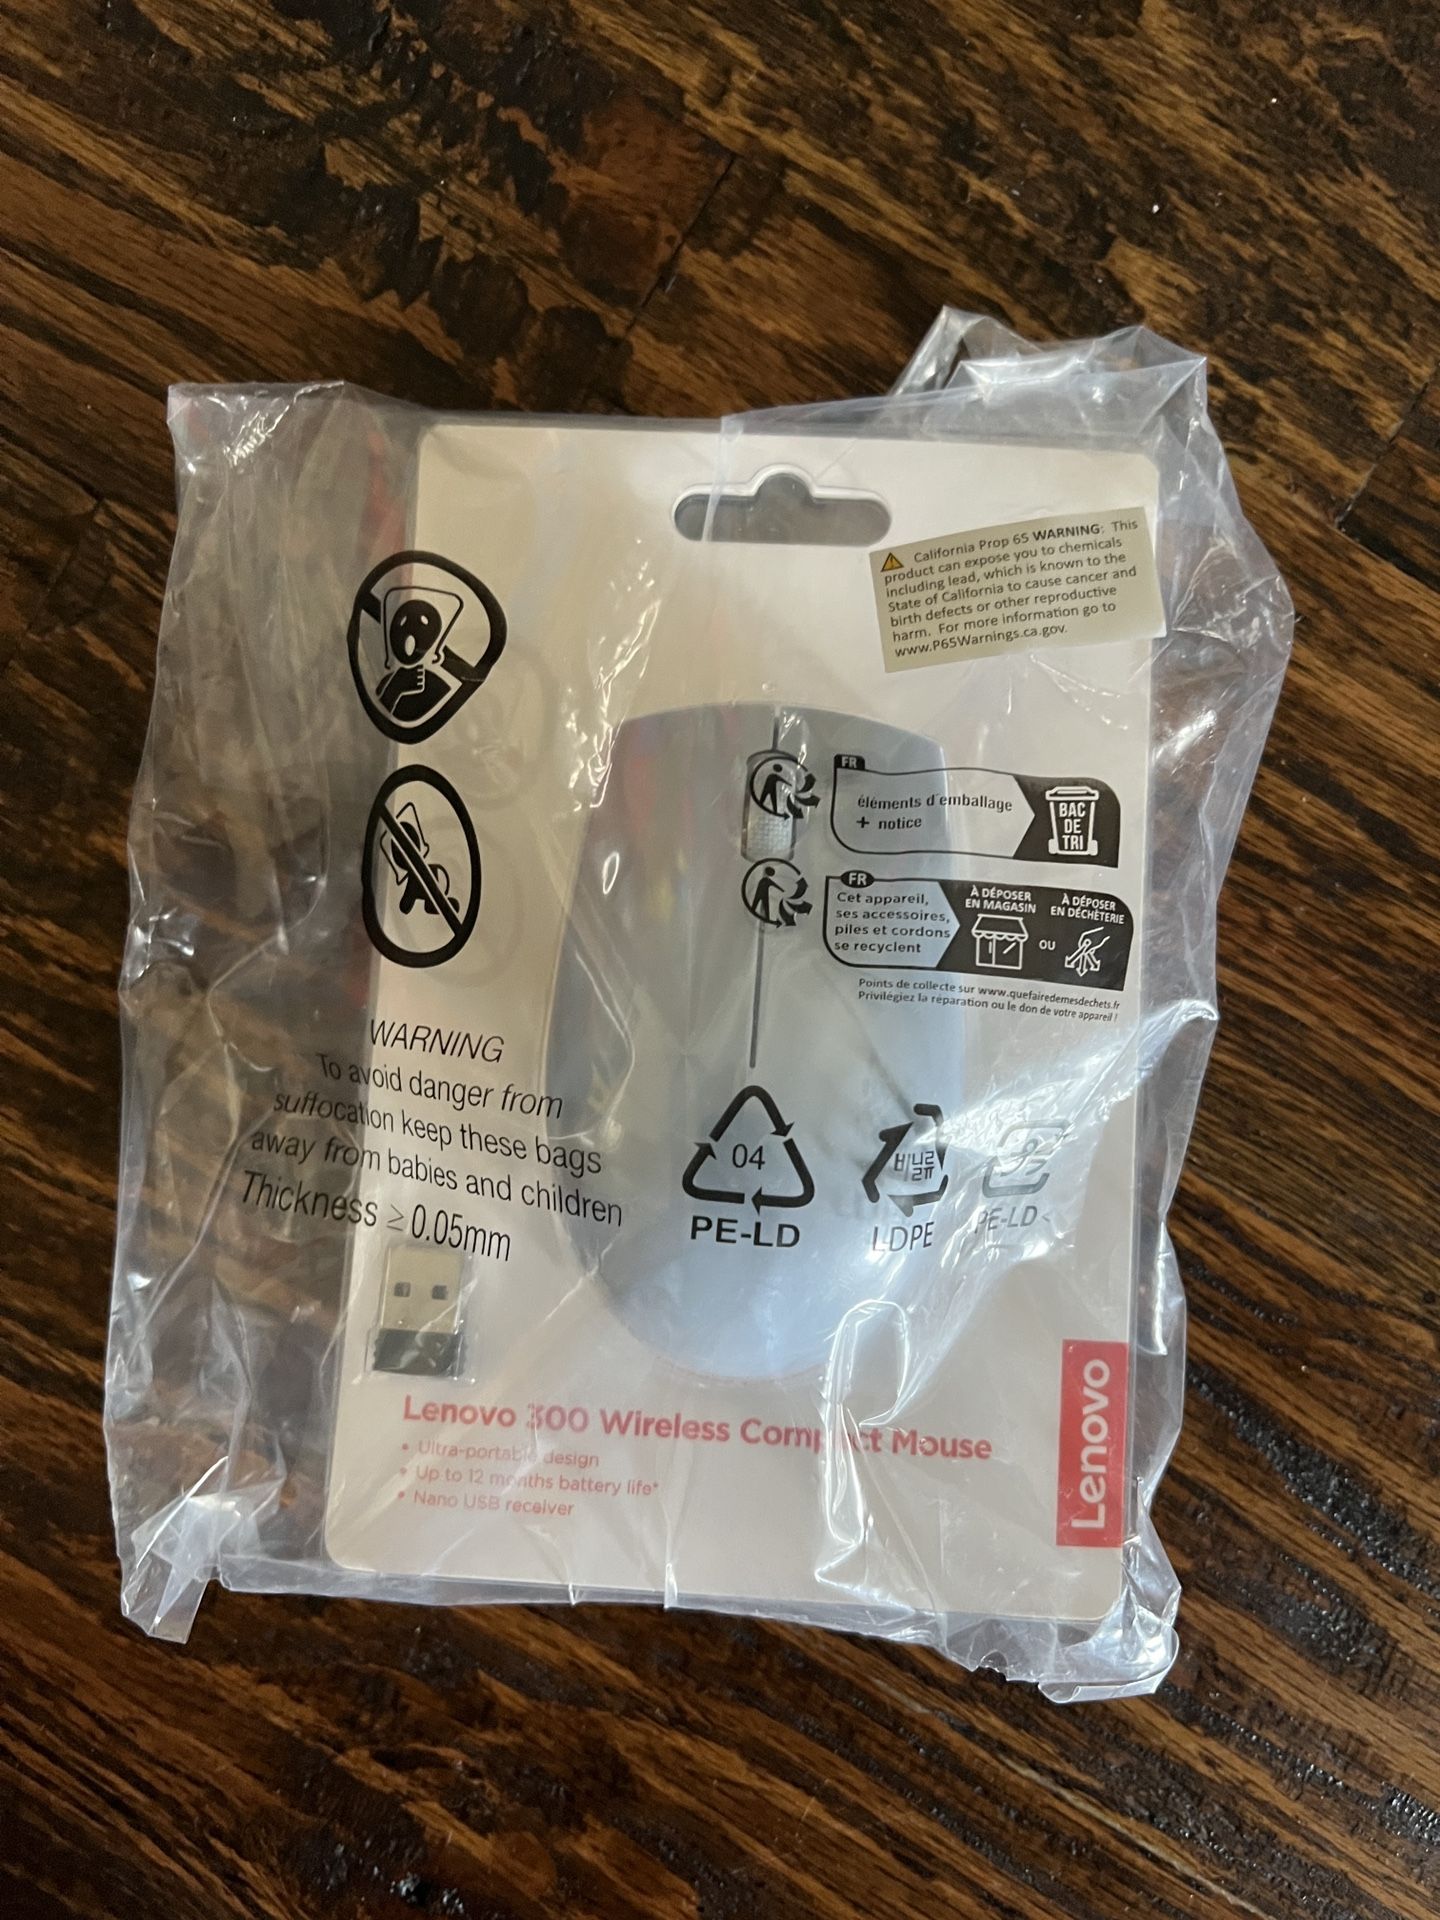 California Prop 65 WARNING: This
product can expose you to chemicals
including lead, which is known to the
State of California to cause cancer and
birth defects or other reproductive
harm. For more information go to
www.P65Warnings.ca.gov.
FR
éléments d'emballage
+ notice
BAC
DE
TRI
FR
Cet appareil,
ses accessoires,
piles et cordons
se recyclent
À DÉPOSER
EN MAGASIN
OU
À DÉPOSER
EN DÉCHÈTERIE
Points de collecte sur www.quefairedemesdechets.fr
Privilégiez la réparation ou le don de votre appareil !
WARNING
To avoid danger from
suffocation keep these bags
away from babies and children
Thickness ≥ 0.05mm
04
PE-LD
비닐류
LDPE
PE-LD<
Lenovo 300 Wireless Compact Mouse
• Ultra-portable design
• Up to 12 months battery life*
• Nano USB receiver
Lenovo